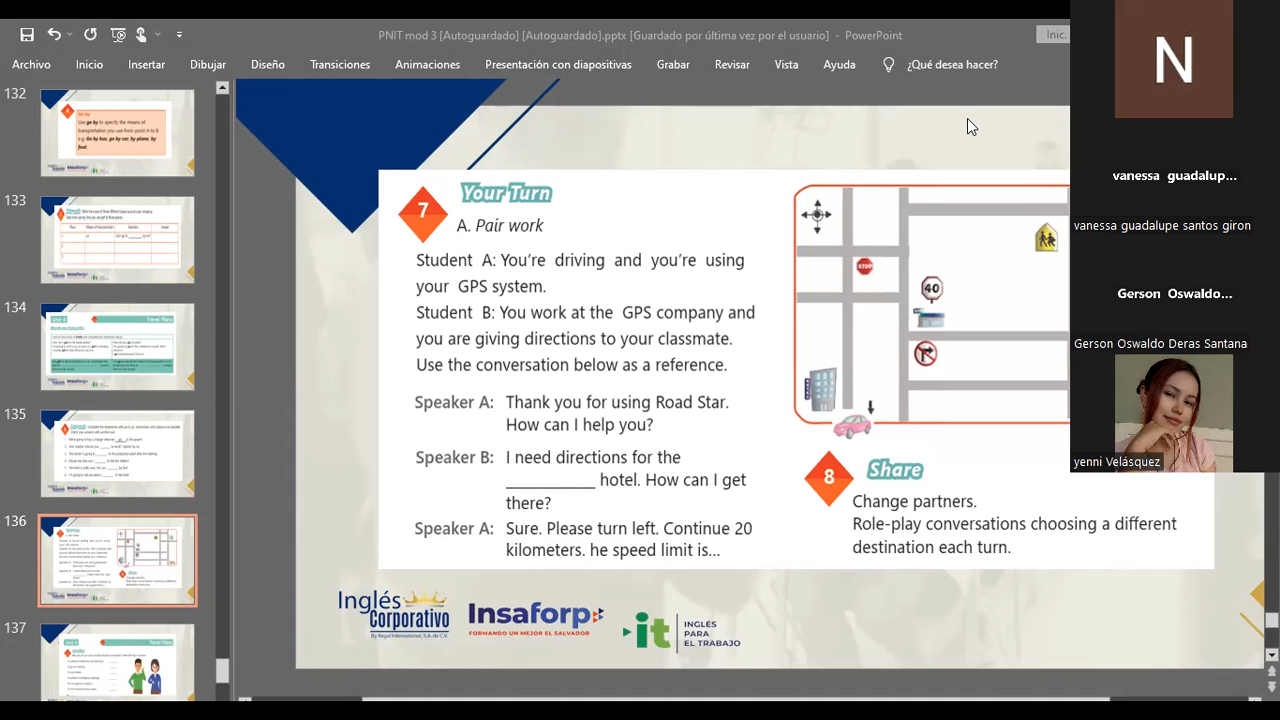 PNIT mod 3 [Autoguardado] [Autoguardado].pptx [Guardado por última vez por el usuario] - PowerPoint
Inic.
Archivo Inicio Insertar Dibujar Diseño Transiciones Animaciones Presentación con diapositivas Grabar Revisar Vista Ayuda ¿Qué desea hacer?
132
133
134
135
136
137
7
Your Turn
A. Pair work
Student A: You're driving and you're using
your GPS system.
Student B: You work at the GPS company and
you are giving directions to your classmate.
Use the conversation below as a reference.
Speaker A: Thank you for using Road Star.
How can I help you?
Speaker B: I need directions for the
___________ hotel. How can I get
there?
Speaker A: Sure. Please turn left. Continue 20
kilometers. he speed limit is...
STOP
40
8
Share
Change partners.
Role-play conversations choosing a different
destination each turn.
Inglés
Corporativo
By Regal International, S.A. de C.V.
Insaforp
FORMANDO UN MEJOR EL SALVADOR
it
INGLÉS
PARA
EL TRABAJO
N
vanessa guadalup...
vanessa guadalupe santos giron
Gerson Oswaldo...
Gerson Oswaldo Deras Santana
yenni Velásquez